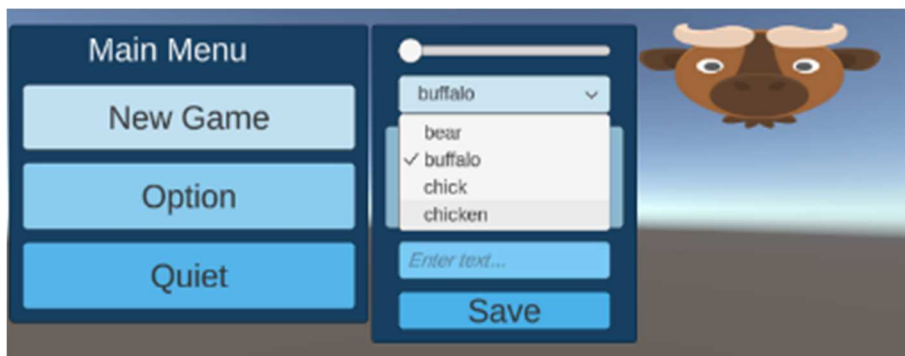 Main Menu
New Game
Option
Quiet
buffalo
bear
buffalo
chick
chicken
Enter text...
Save